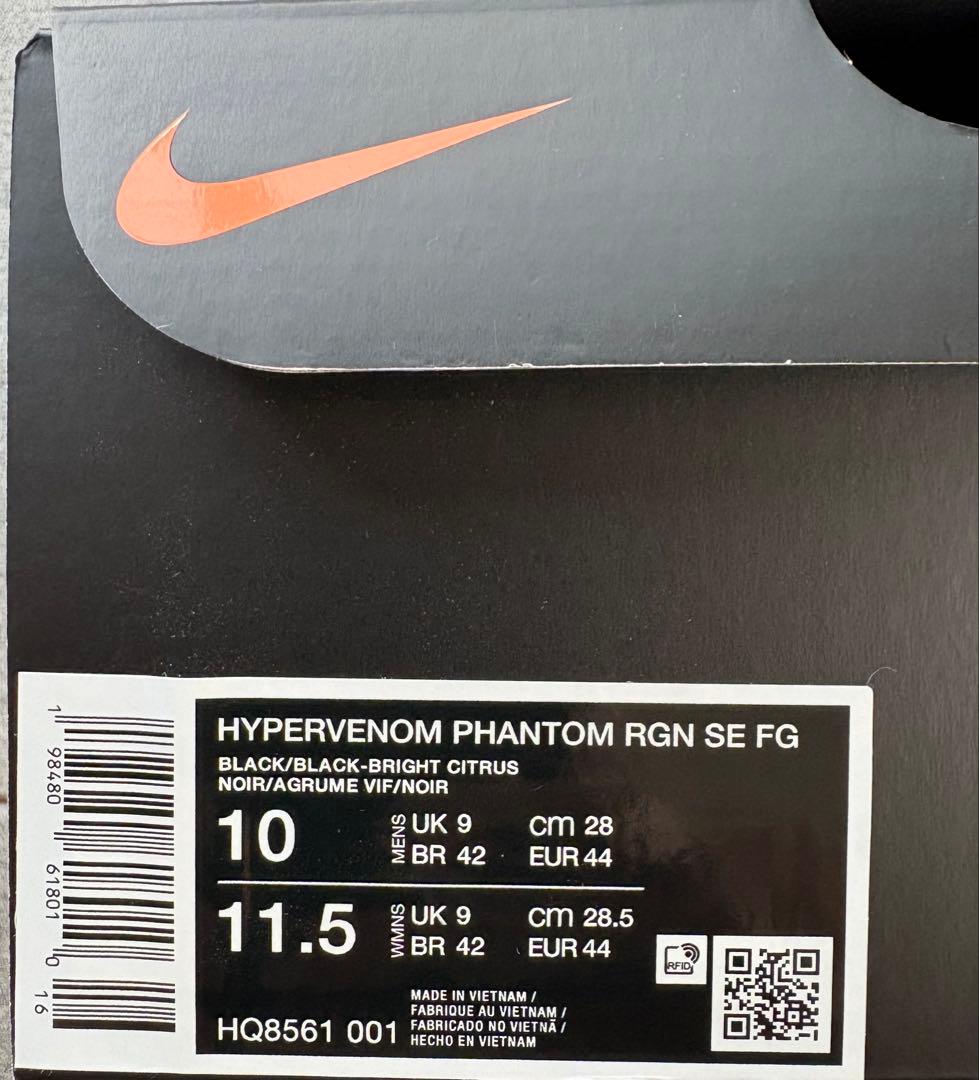 HYPERVENOM PHANTOM RGN SE FG
BLACK/BLACK-BRIGHT CITRUS
NOIR/AGRUME VIF/NOIR
10 MENS UK 9 cm 28
BR 42 EUR 44
11.5 WMNS UK 9 cm 28.5
BR 42 EUR 44
RFID
HQ8561 001
MADE IN VIETNAM /
FABRIQUE AU VIETNAM /
FABRICADO NO VIETNÃ /
HECHO EN VIETNAM
1 98480 61801 0 16